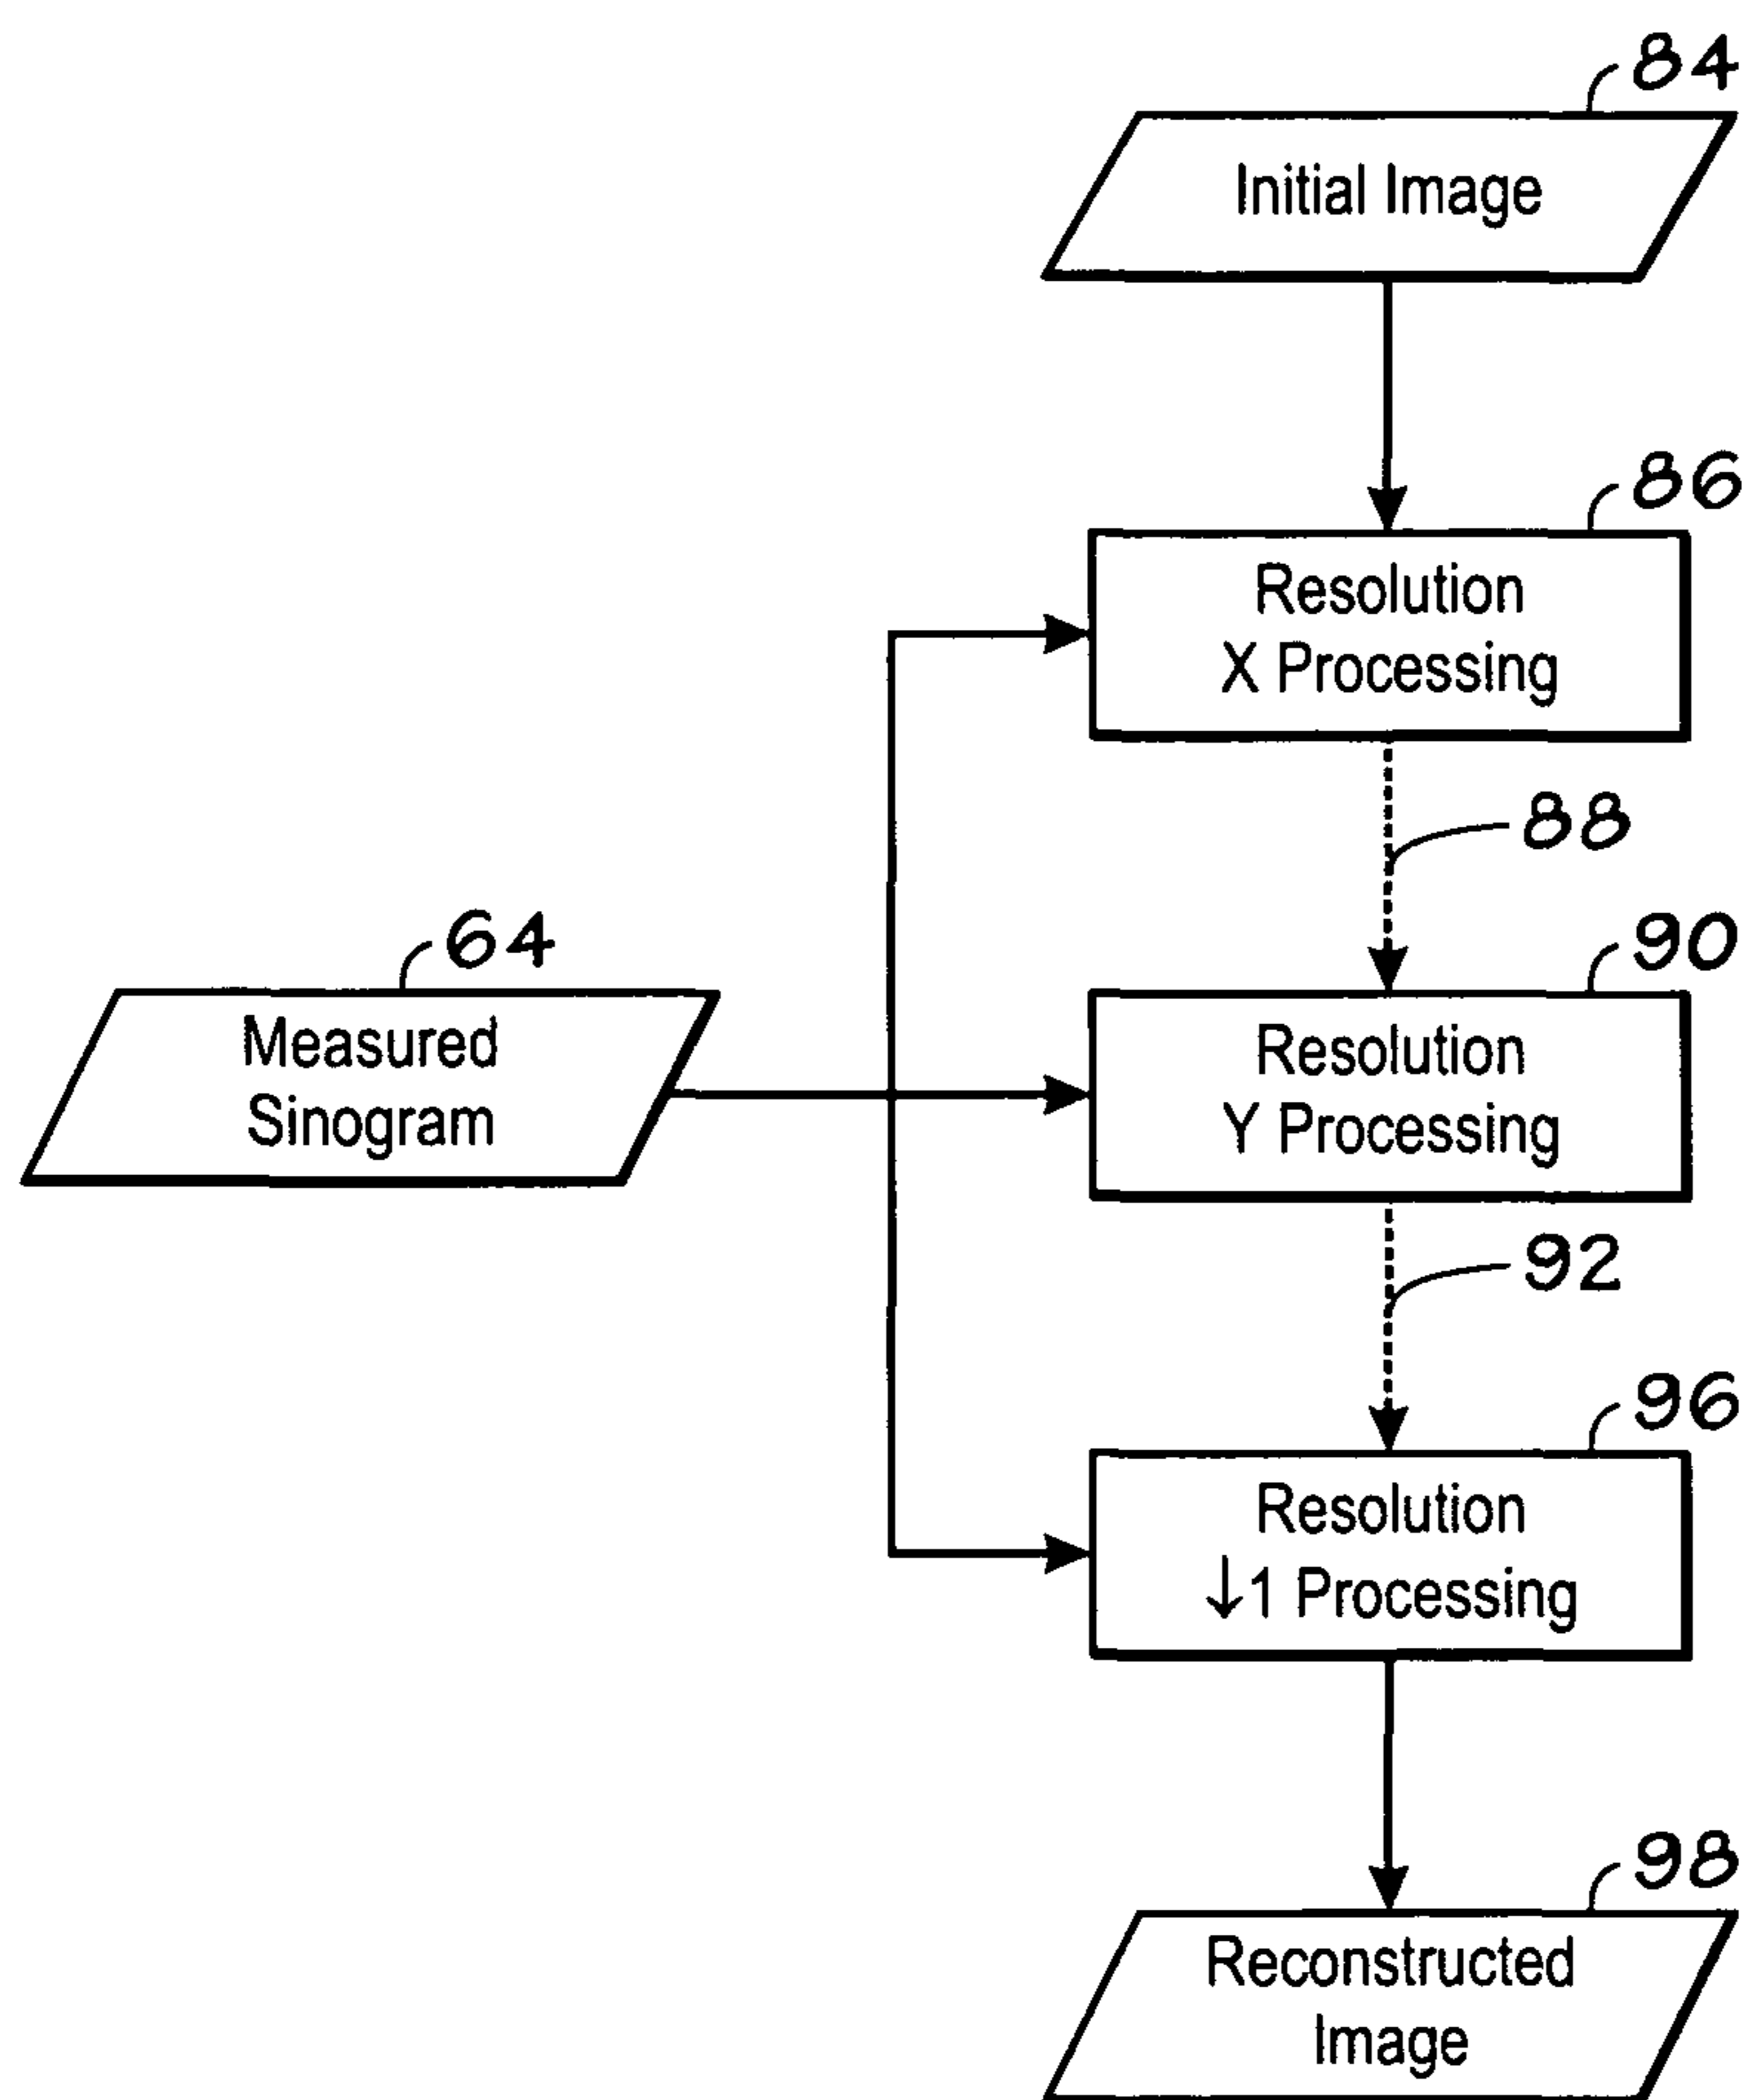 84
Initial Image
86
Resolution
X Processing
88
64
Measured
Sinogram
90
Resolution
Y Processing
92
96
Resolution
↓1 Processing
98
Reconstructed
Image